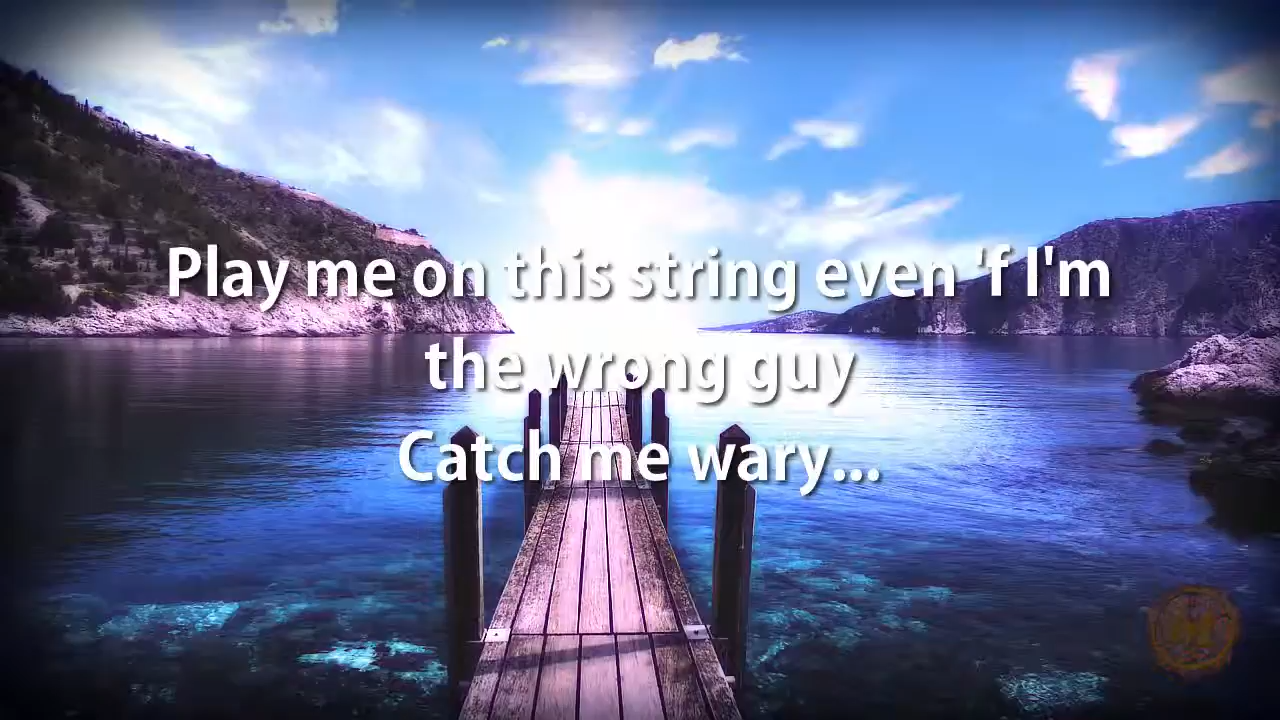 Play me on this string even 'f I'm
the wrong guy
Catch me wary...